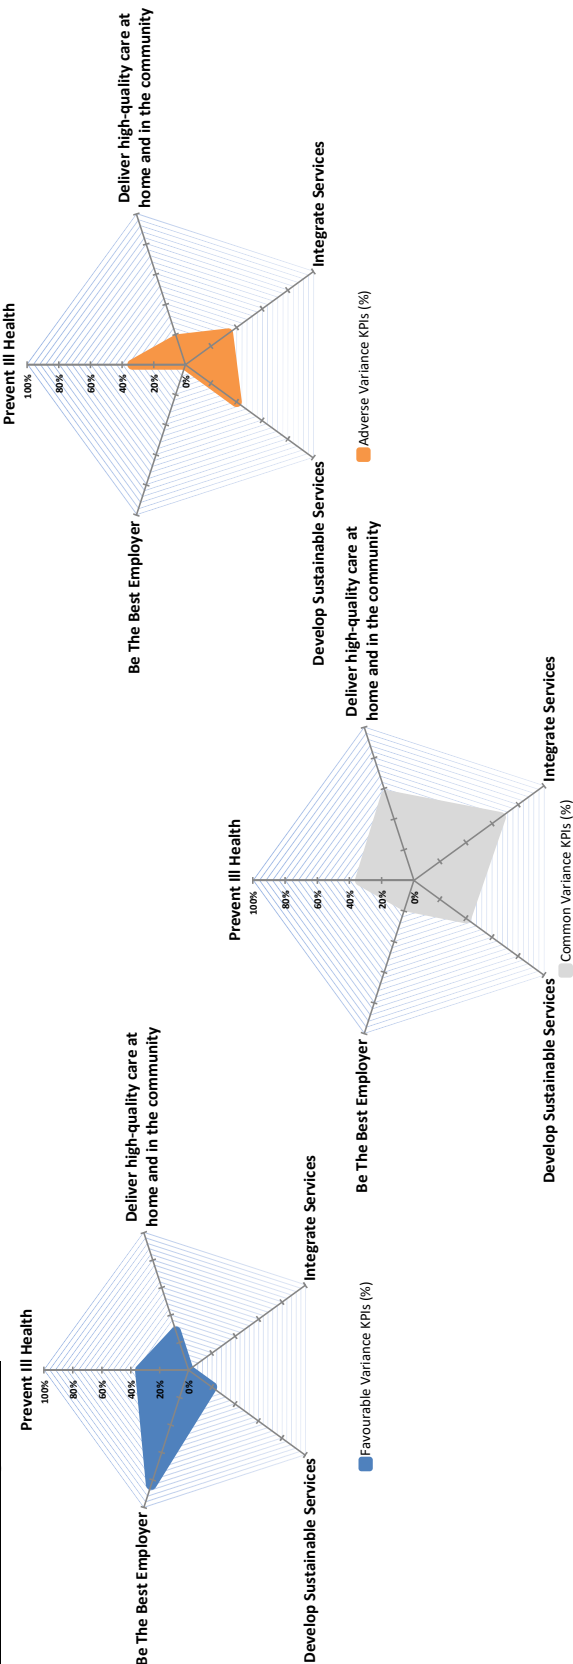 Prevent Ill Health
100%
80%
60%
40%
20%
0%
Deliver high-quality care at
home and in the community
Integrate Services
Develop Sustainable Services
Be The Best Employer
Favourable Variance KPIs (%)
Prevent Ill Health
100%
80%
60%
40%
20%
0%
Deliver high-quality care at
home and in the community
Integrate Services
Develop Sustainable Services
Be The Best Employer
Common Variance KPIs (%)
Prevent Ill Health
100%
80%
60%
40%
20%
0%
Deliver high-quality care at
home and in the community
Integrate Services
Develop Sustainable Services
Be The Best Employer
Adverse Variance KPIs (%)